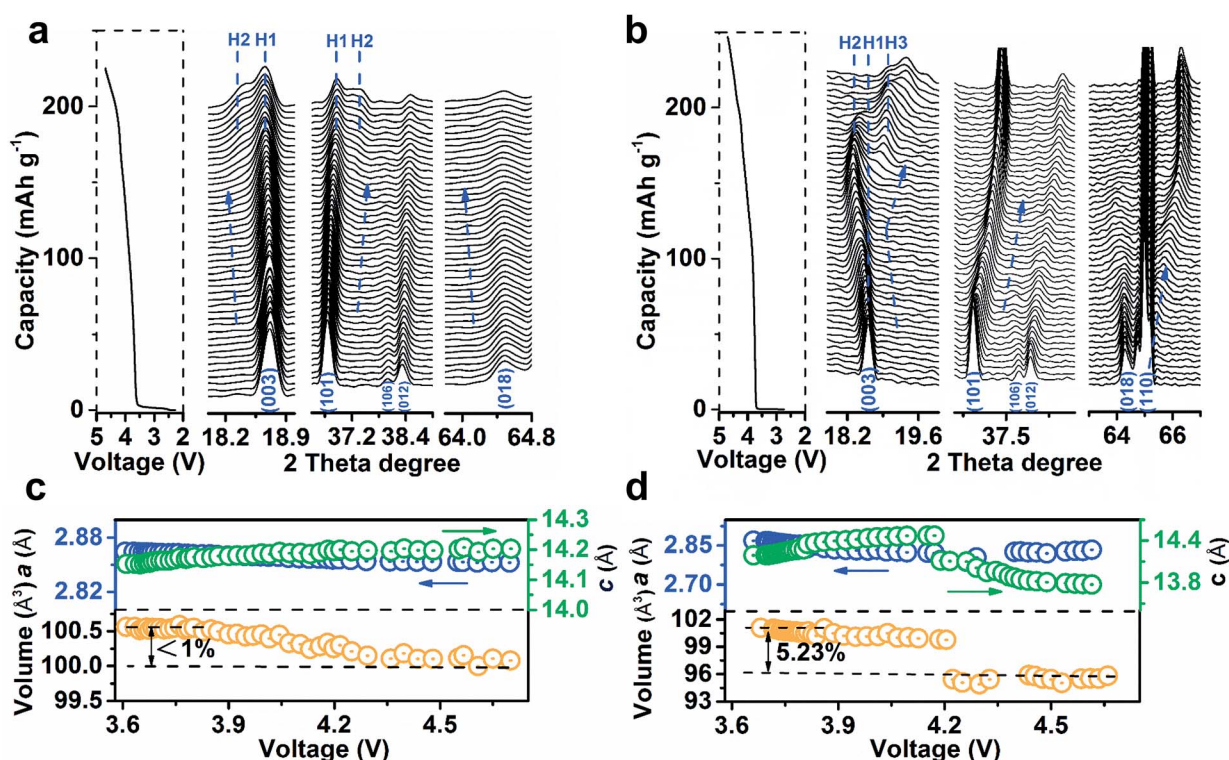 a
H2 H1 H1 H2
200
100
0
Capacity (mAh g⁻¹)
(003) (101) (106) (012) (018)
5 4 3 2 18.2 18.9 37.2 38.4 64.0 64.8
Voltage (V) 2 Theta degree
b
H2 H1 H3
200
100
0
Capacity (mAh g⁻¹)
(003) (101) (106) (012) (018) (110)
5 4 3 2 18.2 19.6 37.5 64 66
Voltage (V) 2 Theta degree
c
2.88
2.82
a (Å)
14.3
14.2
14.1
14.0
c (Å)
100.5
100.0
99.5
Volume (Å³)
<1%
3.6 3.9 4.2 4.5
Voltage (V)
d
2.85
2.70
a (Å)
14.4
13.8
c (Å)
102
99
96
93
Volume (Å³)
5.23%
3.6 3.9 4.2 4.5
Voltage (V)